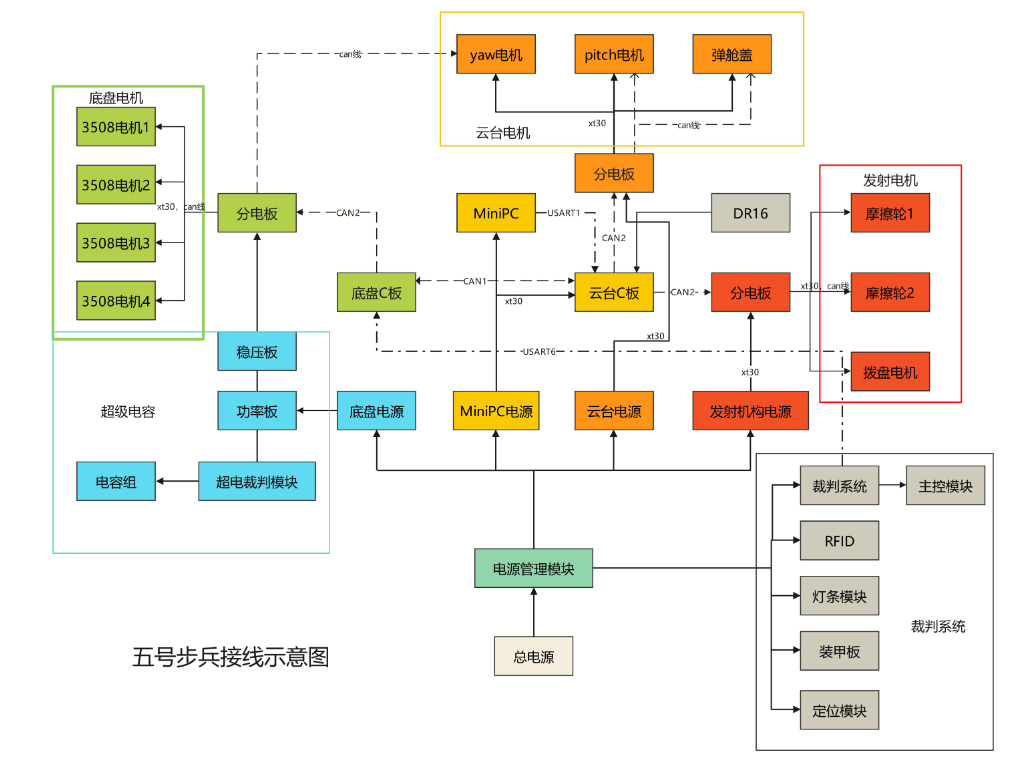 can线
yaw电机
pitch电机
弹舱盖
xt30
can线
云台电机
底盘电机
3508电机1
3508电机2
3508电机3
3508电机4
xt30，can线
分电板
CAN2
底盘C板
CAN1
MiniPC
USART1
分电板
CAN2
DR16
云台C板
xt30
CAN2
分电板
发射电机
摩擦轮1
xt30，can线
摩擦轮2
拨盘电机
xt30
USART6
xt30
稳压板
超级电容
功率板
底盘电源
MiniPC电源
云台电源
发射机构电源
电容组
超电裁判模块
裁判系统
主控模块
RFID
电源管理模块
灯条模块
裁判系统
装甲板
总电源
定位模块
五号步兵接线示意图